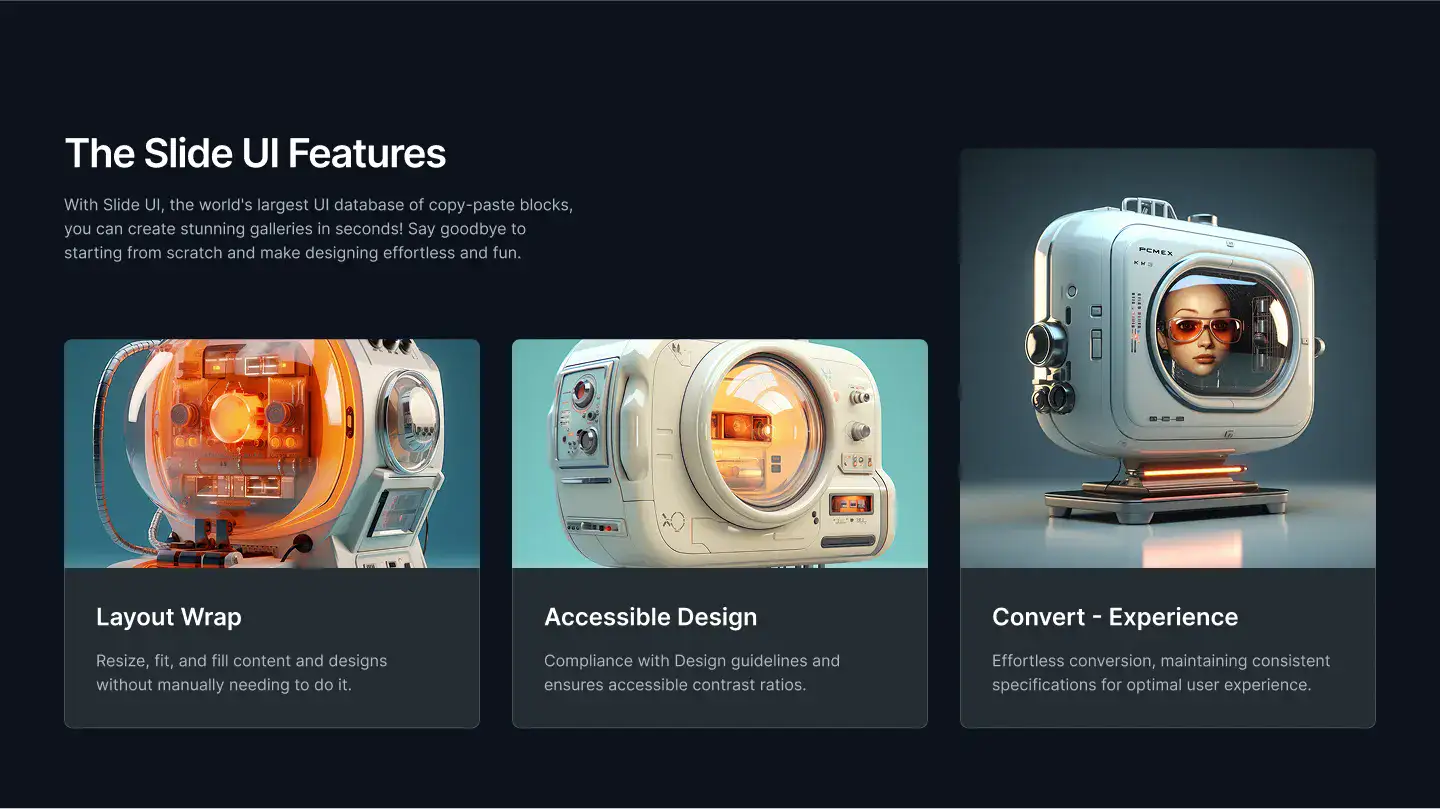 The Slide UI Features
With Slide UI, the world's largest UI database of copy-paste blocks,
you can create stunning galleries in seconds! Say goodbye to
starting from scratch and make designing effortless and fun.
PCMEX
Layout Wrap
Resize, fit, and fill content and designs
without manually needing to do it.
Accessible Design
Compliance with Design guidelines and
ensures accessible contrast ratios.
Convert - Experience
Effortless conversion, maintaining consistent
specifications for optimal user experience.